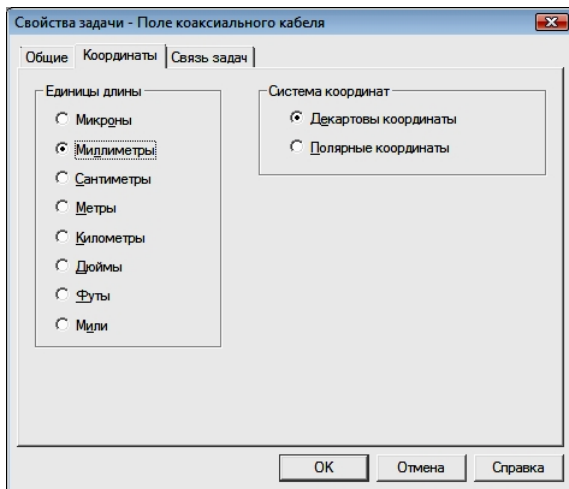 Свойства задачи - Поле коаксиального кабеля
Общие Координаты Связь задач
Единицы длины
Микроны
Миллиметры
Сантиметры
Метры
Километры
Дюймы
Футы
Мили
Система координат
Декартовы координаты
Полярные координаты
OK Отмена Справка